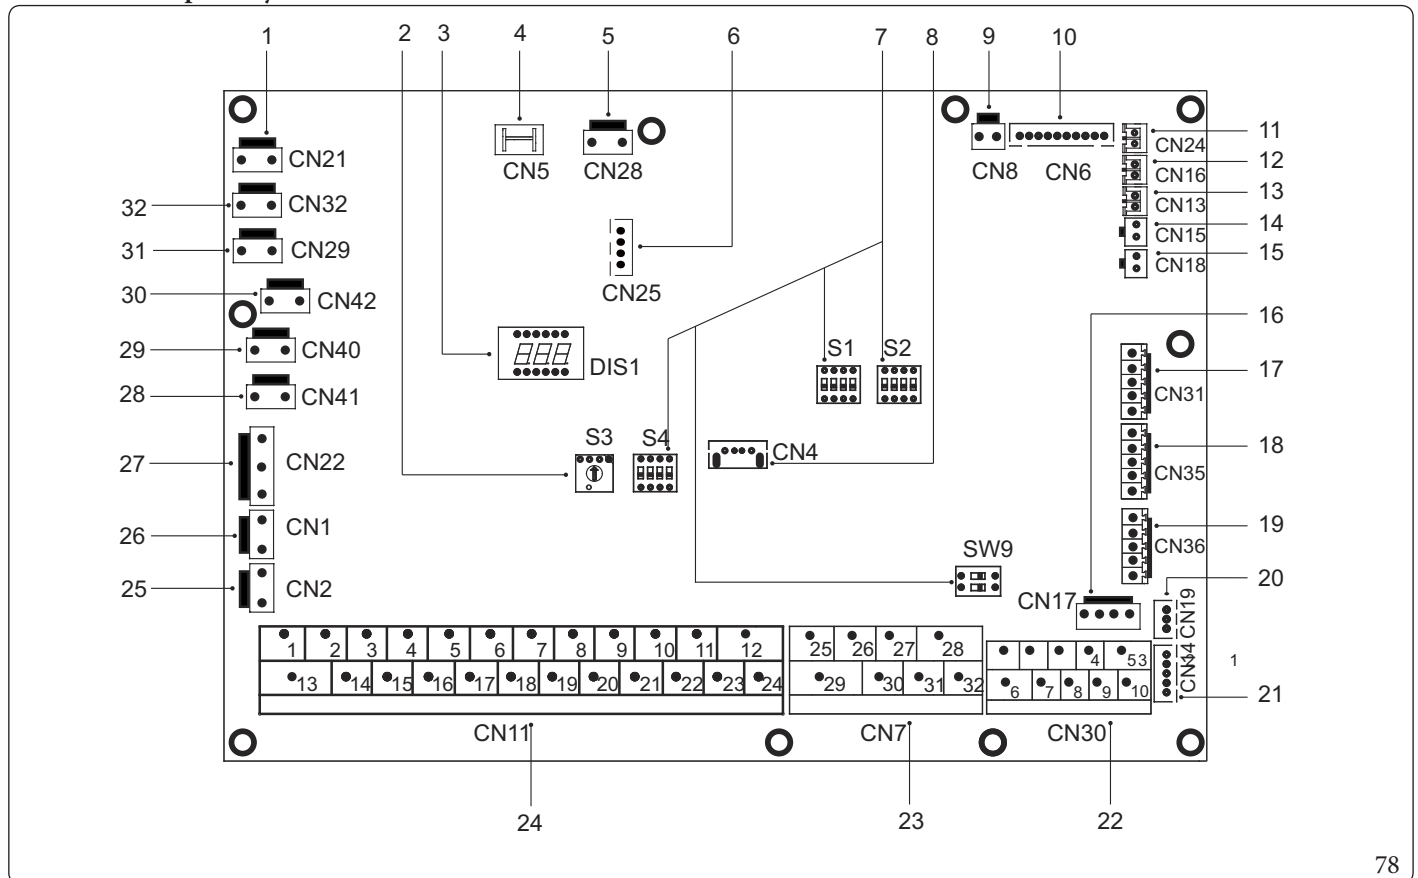 1 2 3 4 5 6 7 8 9 10
11
CN21 CN5 CN28 CN8 CN6 CN24
12
CN16
32 CN32 13
CN13
14
31 CN29 CN15
15
CN18
30 CN42 CN25
16
29 CN40 DIS1 S1 S2
17
28 CN41 CN31
27 CN22 S3 S4 CN4 18
CN35
26 CN1 19
SW9 CN36
25 CN2 CN17 20
CN19
1 2 3 4 5 6 7 8 9 10 11 12 25 26 27 28 4 53 CN14 1
13 14 15 16 17 18 19 20 21 22 23 24 29 30 31 32 6 7 8 9 10 21
CN11 CN7 CN30
24 23 22
78